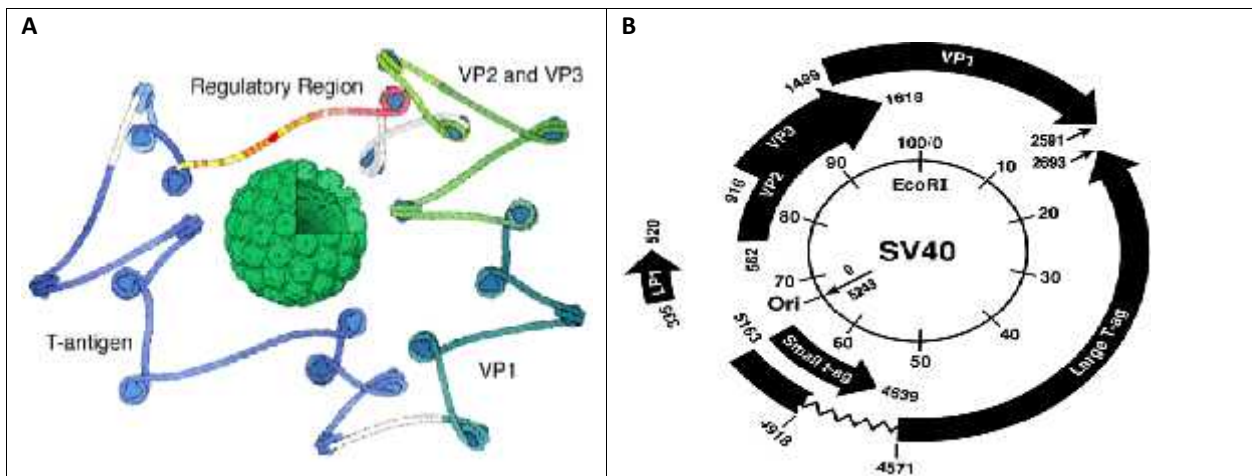 A
Regulatory Region
VP2 and VP3
T-antigen
VP1
B
VP1
1499
1618
VP3
2591
2693
916
VP2
100/0
EcoRI
90
10
80
20
562
SV40
520
LP1
335
70
30
0
5243
Ori
5163
60
40
50
Small t-ag
4639
Large T-ag
4918
4571